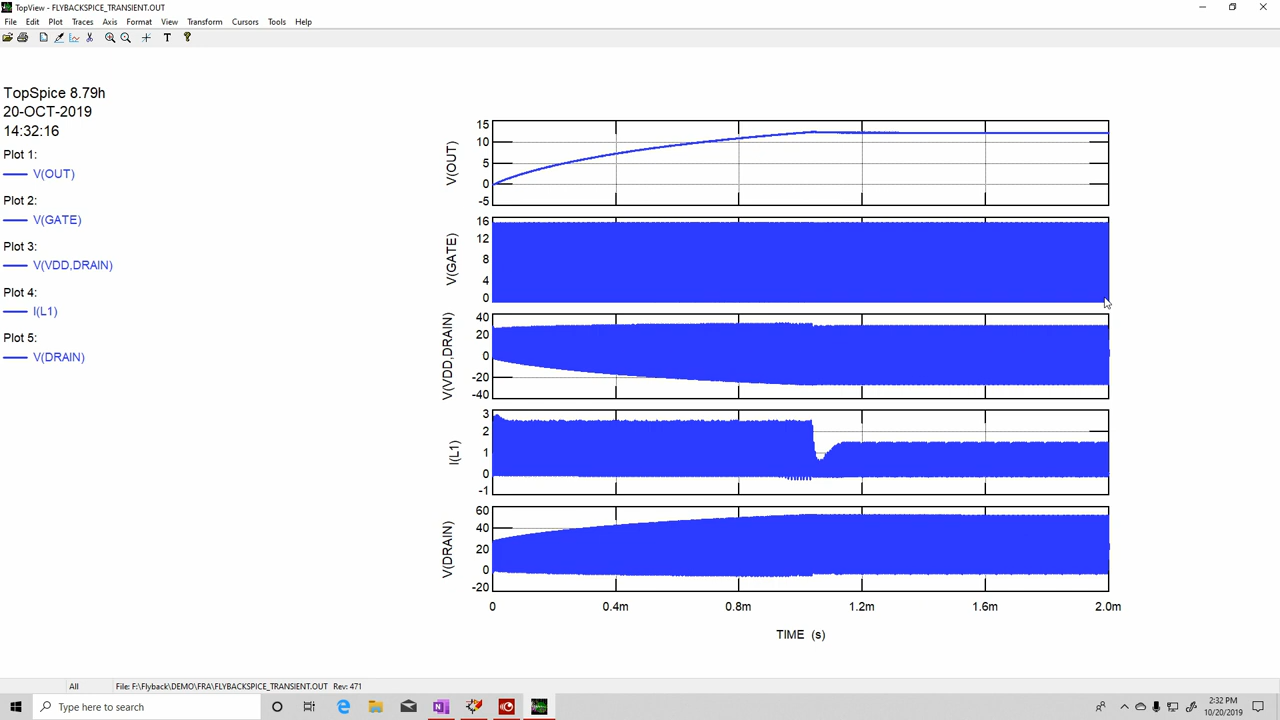 TopView - FLYBACKSPICE_TRANSIENT.OUT
File Edit Plot Traces Axis Format View Transform Cursors Tools Help
T ?
TopSpice 8.79h
20-OCT-2019
14:32:16
Plot 1:
V(OUT)
Plot 2:
V(GATE)
Plot 3:
V(VDD,DRAIN)
Plot 4:
I(L1)
Plot 5:
V(DRAIN)
V(OUT)
15
10
5
0
-5
V(GATE)
16
12
8
4
0
V(VDD,DRAIN)
40
20
0
-20
-40
I(L1)
3
2
1
0
-1
V(DRAIN)
60
40
20
0
-20
0 0.4m 0.8m 1.2m 1.6m 2.0m
TIME (s)
All File: F:\Flyback\DEMO\FRA\FLYBACKSPICE_TRANSIENT.OUT Rev: 471
Type here to search
2:32 PM
10/20/2019